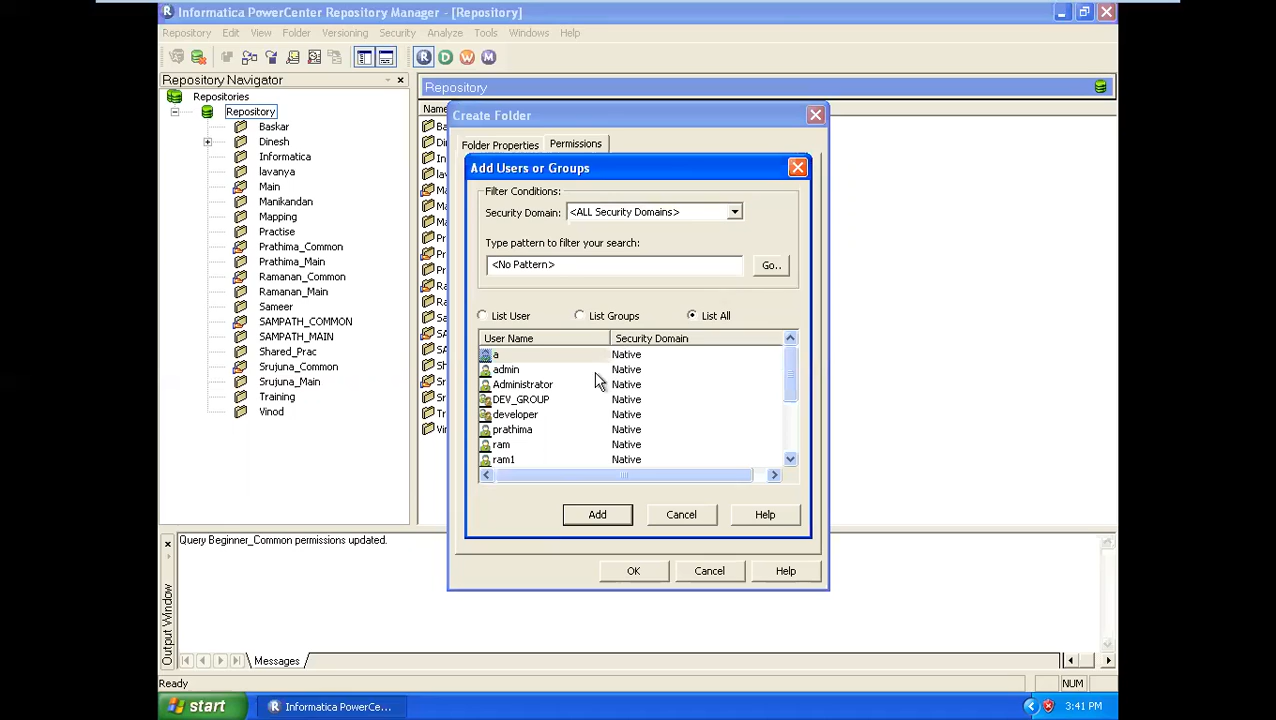 Informatica PowerCenter Repository Manager - [Repository]
Repository Edit View Folder Versioning Security Analyze Tools Windows Help
R D W M
Repository Navigator
Repositories
Repository
Baskar
Dinesh
Informatica
lavanya
Main
Manikandan
Mapping
Practise
Prathima_Common
Prathima_Main
Ramanan_Common
Ramanan_Main
Sameer
SAMPATH_COMMON
SAMPATH_MAIN
Shared_Prac
Srujuna_Common
Srujuna_Main
Training
Vinod
Repository
Create Folder
Folder Properties Permissions
Add Users or Groups
Filter Conditions:
Security Domain: <ALL Security Domains>
Type pattern to filter your search:
<No Pattern> Go..
List User List Groups List All
User Name Security Domain
a Native
admin Native
Administrator Native
DEV_GROUP Native
developer Native
prathima Native
ram Native
ram1 Native
Add Cancel Help
OK Cancel Help
Query Beginner_Common permissions updated.
Output Window
Messages
Ready NUM
start Informatica PowerCe... 3:41 PM